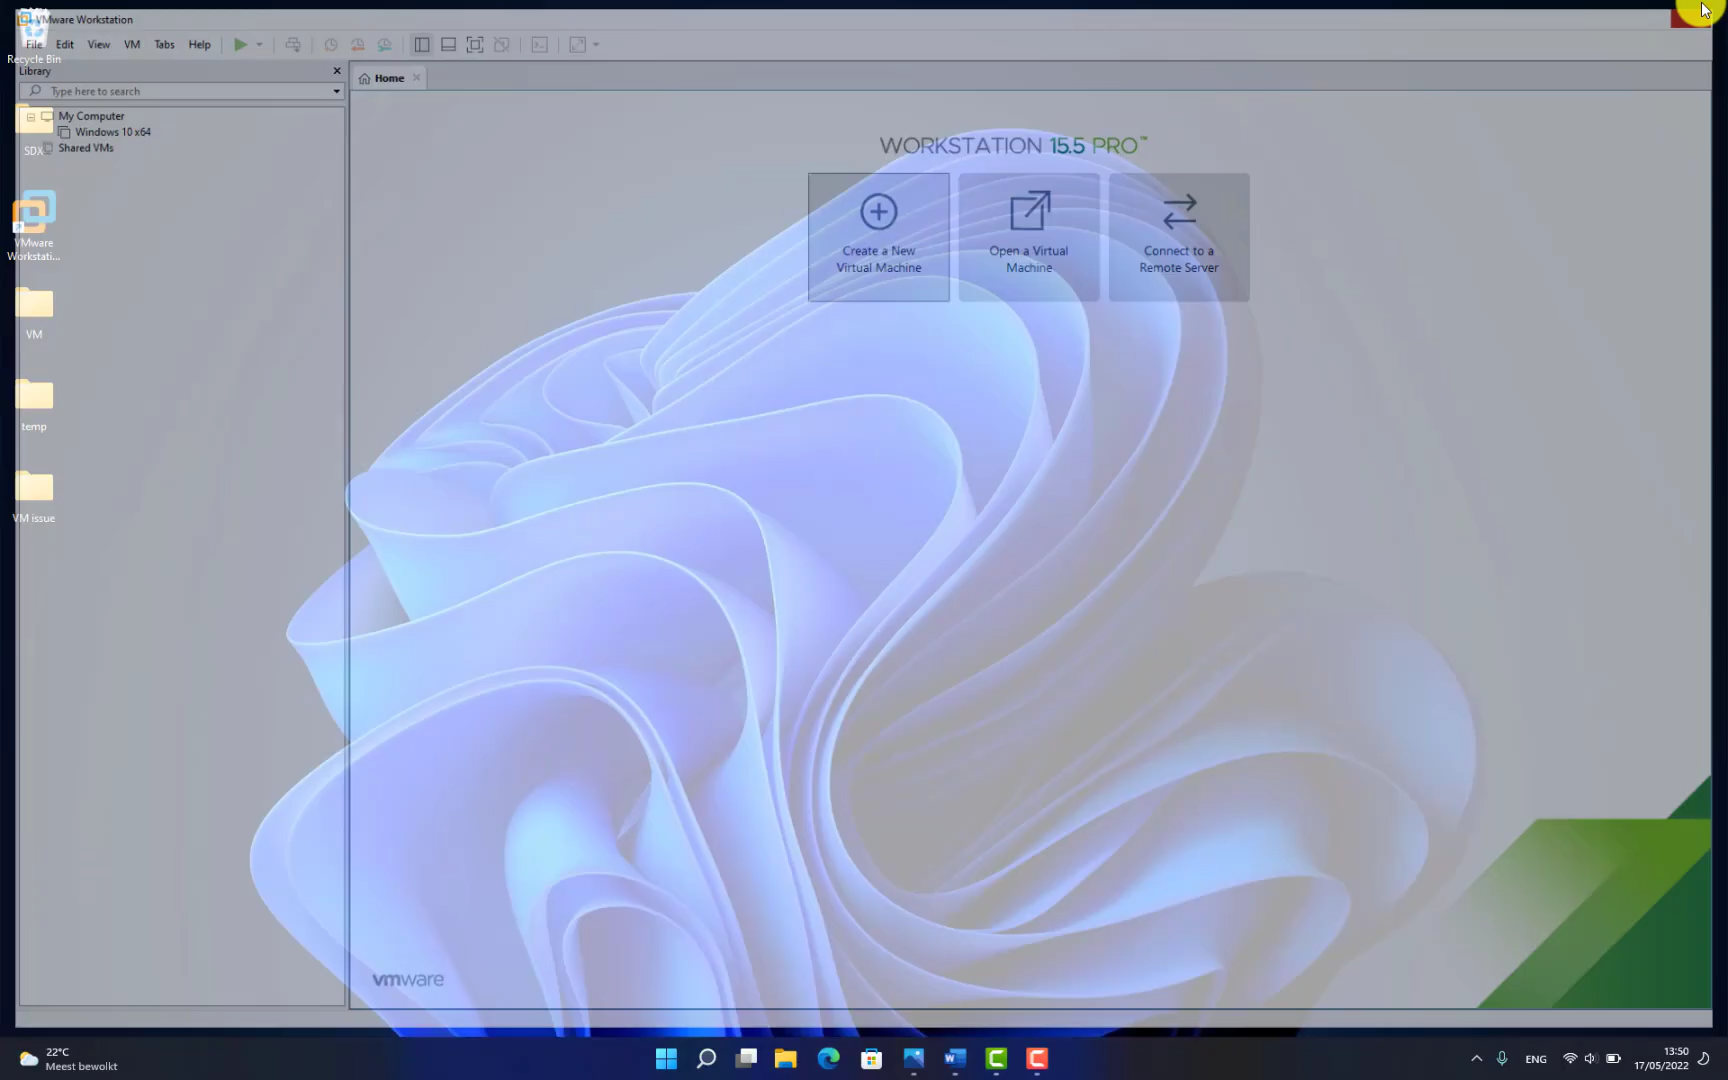 VMware Workstation
File Edit View VM Tabs Help
Recycle Bin
Library
Home
Type here to search
My Computer
Windows 10 x64
Shared VMs
SDX
WORKSTATION 15.5 PRO™
Create a New
Virtual Machine
Open a Virtual
Machine
Connect to a
Remote Server
VMware
Workstati...
VM
temp
VM issue
vmware
22°C
Meest bewolkt
ENG
13:50
17/05/2022